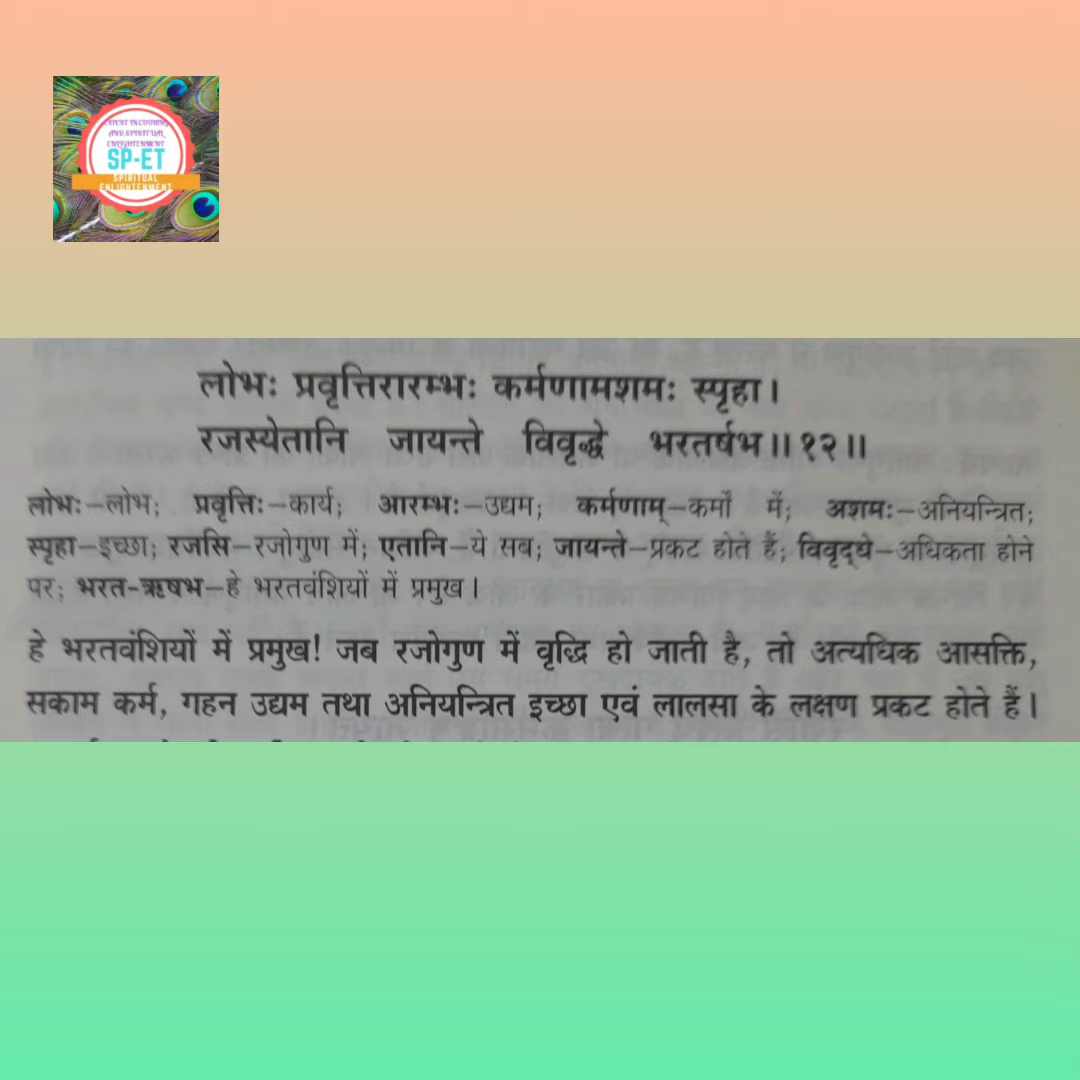 AND SPIRITUAL
ENLIGHTENMENT
SP-ET
SPIRITUAL
ENLIGHTENMENT
लोभः प्रवृत्तिरारम्भः कर्मणामशमः स्पृहा।
रजस्येतानि जायन्ते विवृद्धे भरतर्षभ॥१२॥
लोभः–लोभ; प्रवृत्तिः–कार्य; आरम्भः–उद्यम; कर्मणाम्–कर्मों में; अशमः–अनियन्त्रित;
स्पृहा–इच्छा; रजसि–रजोगुण में; एतानि–ये सब; जायन्ते–प्रकट होते हैं; विवृद्धे–अधिकता होने
पर; भरत-ऋषभ–हे भरतवंशियों में प्रमुख।
हे भरतवंशियों में प्रमुख! जब रजोगुण में वृद्धि हो जाती है, तो अत्यधिक आसक्ति,
सकाम कर्म, गहन उद्यम तथा अनियन्त्रित इच्छा एवं लालसा के लक्षण प्रकट होते हैं।